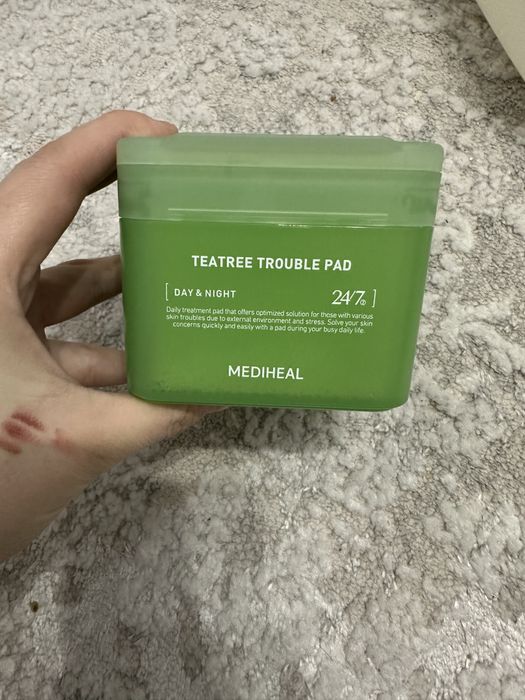 TEATREE TROUBLE PAD
[ DAY & NIGHT 24/7® ]
Daily treatment pad that offers optimized solution for those with various
skin troubles due to external environment and stress. Solve your skin
concerns quickly and easily with a pad during your busy daily life.
MEDIHEAL